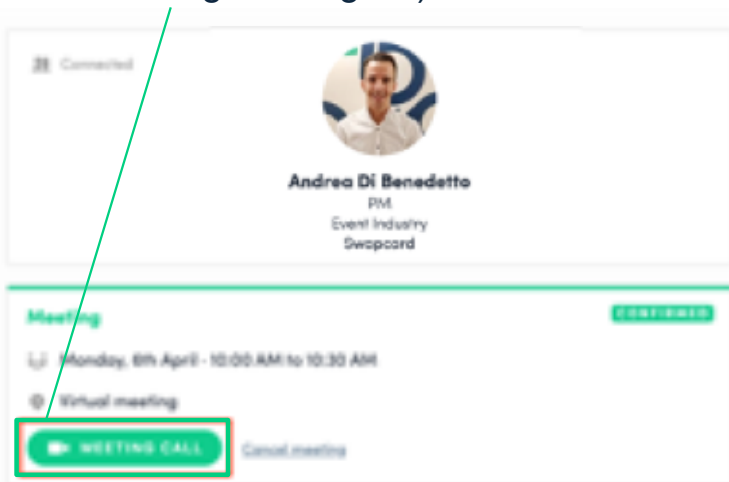 Connected
Andrea Di Benedetto
PM
Event Industry
Swapcard
Meeting
CONFIRMED
Monday, 6th April - 10:00 AM to 10:30 AM
Virtual meeting
MEETING CALL
Cancel meeting